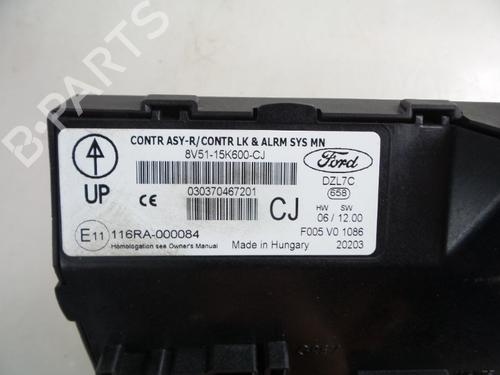 B-PARTS
CONTR ASY-R/CONTR LK & ALRM SYS MN
8V51-15K600-CJ
Ford
DZL7C
658
UP
030370467201
CE
CJ
HW SW
06 / 12.00
E11 116RA-000084
F005 V0 1086
Homologation see Owner's Manual
Made in Hungary
20203